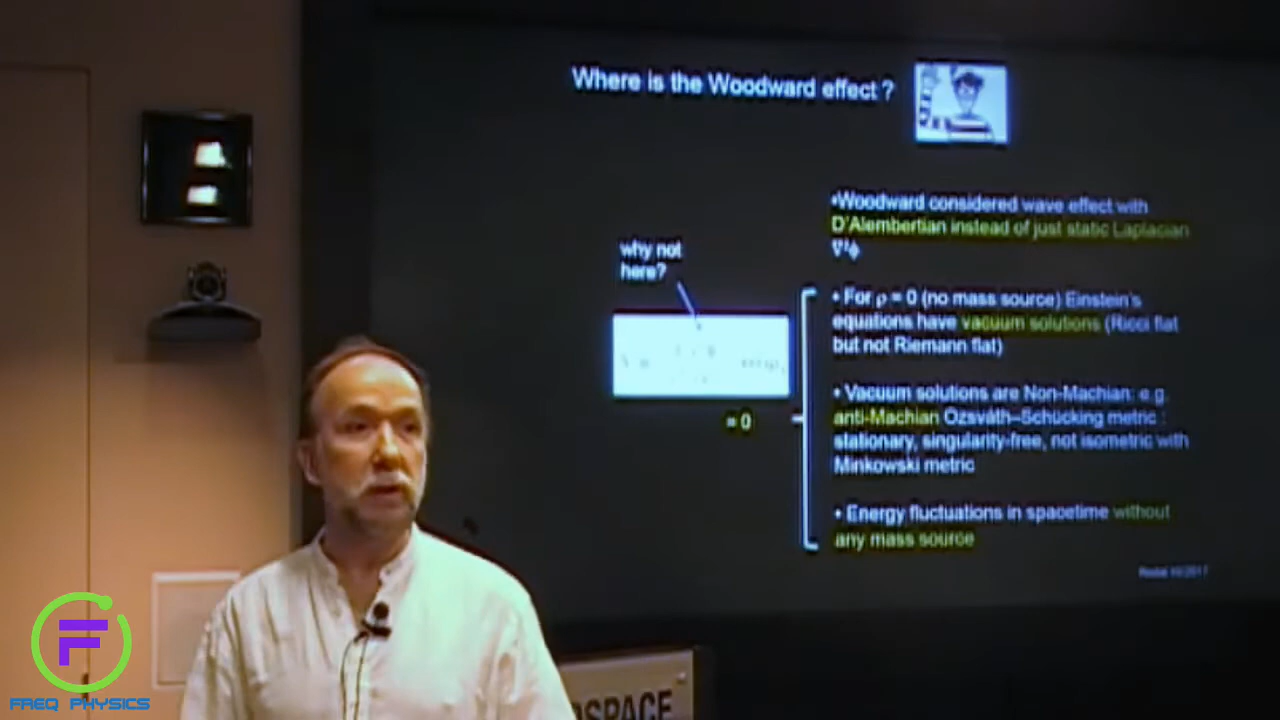 Where is the Woodward effect ?
•Woodward considered wave effect with
D'Alembertian instead of just static Laplacian
∇²ϕ
why not
here?
• For ρ = 0 (no mass source) Einstein's
equations have vacuum solutions (Ricci flat
but not Riemann flat)
= 0
• Vacuum solutions are Non-Machian: e.g.
anti-Machian Ozsváth–Schücking metric :
stationary, singularity-free, not isometric with
Minkowski metric
• Energy fluctuations in spacetime without
any mass source
F
FREQ PHYSICS